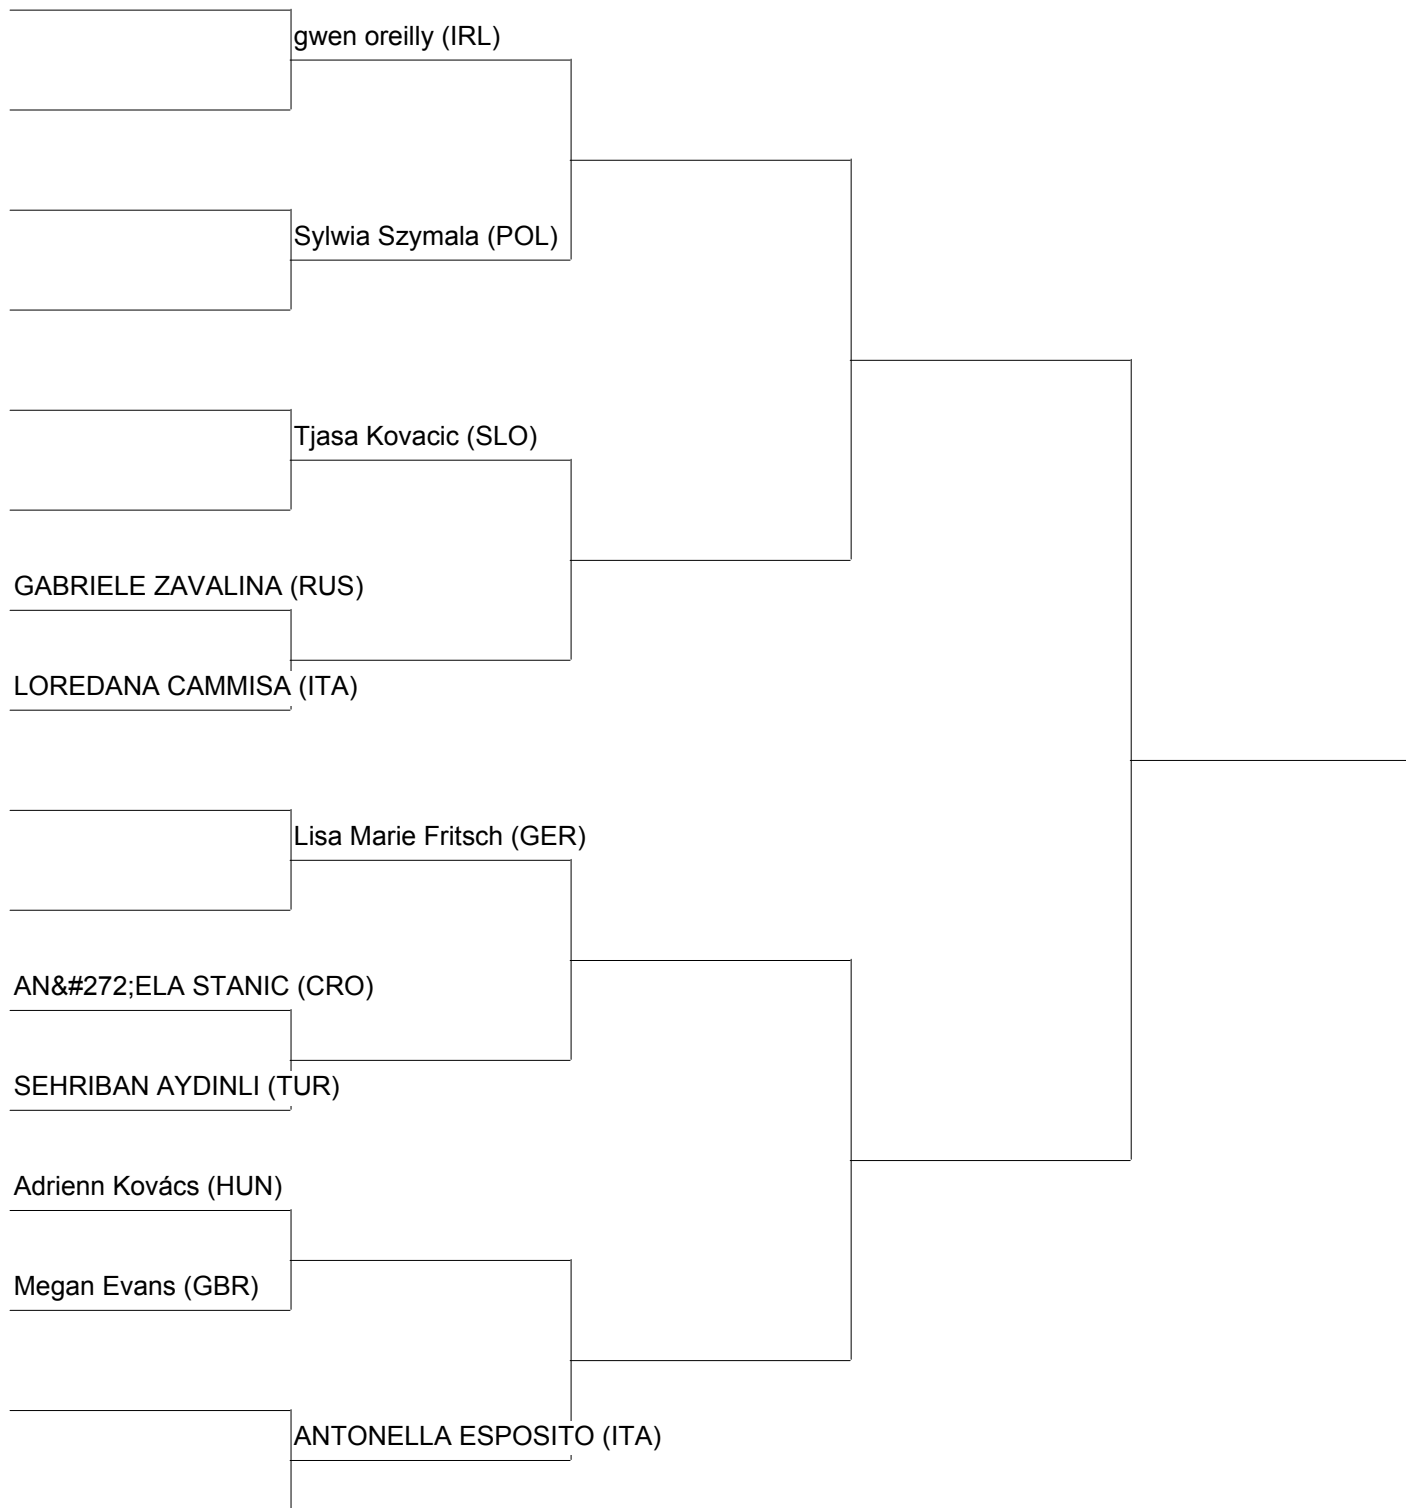 gwen oreilly (IRL)
Sylwia Szymala (POL)
Tjasa Kovacic (SLO)
GABRIELE ZAVALINA (RUS)
LOREDANA CAMMISA (ITA)
Lisa Marie Fritsch (GER)
AN&#272;ELA STANIC (CRO)
SEHRIBAN AYDINLI (TUR)
Adrienn Kovács (HUN)
Megan Evans (GBR)
ANTONELLA ESPOSITO (ITA)